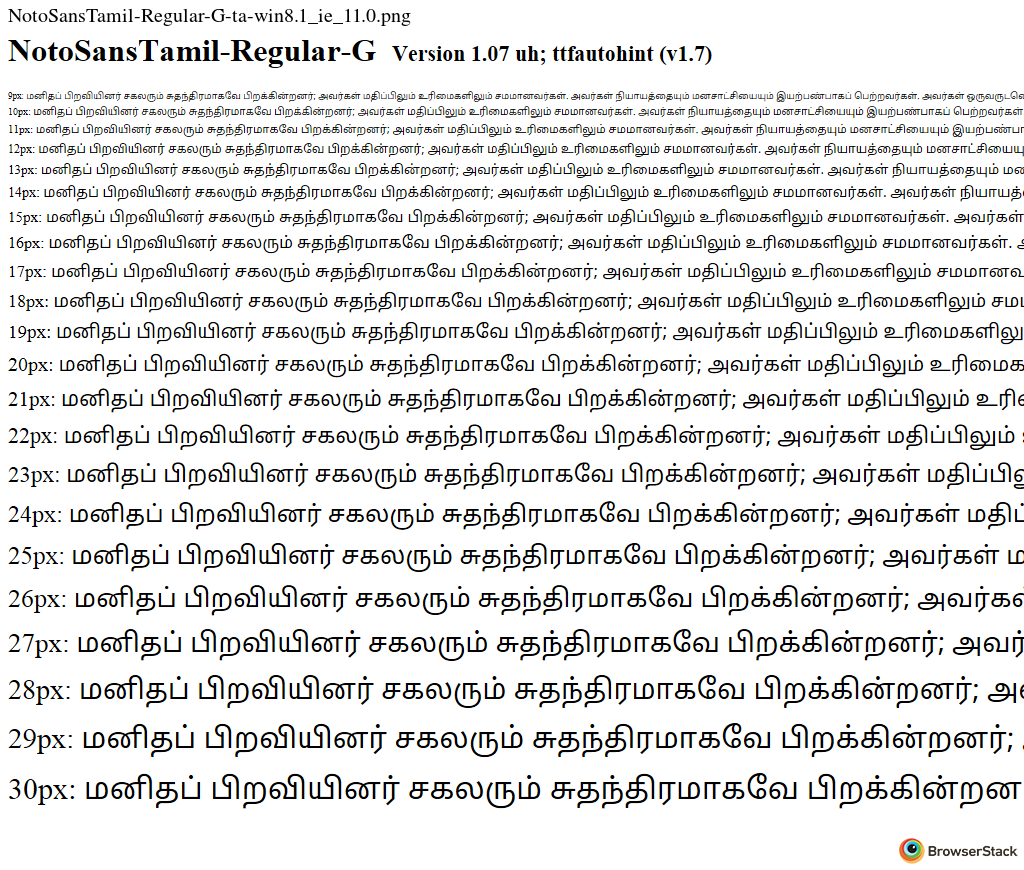 NotoSansTamil-Regular-G-ta-win8.1_ie_11.0.png
NotoSansTamil-Regular-G Version 1.07 uh; ttfautohint (v1.7)
9px: மனிதப் பிறவியினர் சகலரும் சுதந்திரமாகவே பிறக்கின்றனர்; அவர்கள் மதிப்பிலும் உரிமைகளிலும் சமமானவர்கள். அவர்கள் நியாயத்தையும் மனசாட்சியையும் இயற்பண்பாகப் பெற்றவர்கள். அவர்கள்
10px: மனிதப் பிறவியினர் சகலரும் சுதந்திரமாகவே பிறக்கின்றனர்; அவர்கள் மதிப்பிலும் உரிமைகளிலும் சமமானவர்கள். அவர்கள் நியாயத்தையும் மனசாட்சியையும் இயற்பண்பாகப் பெற்றவர்கள்
11px: மனிதப் பிறவியினர் சகலரும் சுதந்திரமாகவே பிறக்கின்றனர்; அவர்கள் மதிப்பிலும் உரிமைகளிலும் சமமானவர்கள். அவர்கள் நியாயத்தையும் மனசாட்சியையும்
12px: மனிதப் பிறவியினர் சகலரும் சுதந்திரமாகவே பிறக்கின்றனர்; அவர்கள் மதிப்பிலும் உரிமைகளிலும் சமமானவர்கள். அவர்கள் நியாயத்தையும்
13px: மனிதப் பிறவியினர் சகலரும் சுதந்திரமாகவே பிறக்கின்றனர்; அவர்கள் மதிப்பிலும் உரிமைகளிலும் சமமானவர்கள். அவர்கள் நியாயத்தையும்
14px: மனிதப் பிறவியினர் சகலரும் சுதந்திரமாகவே பிறக்கின்றனர்; அவர்கள் மதிப்பிலும் உரிமைகளிலும் சமமானவர்கள். அவர்கள்
15px: மனிதப் பிறவியினர் சகலரும் சுதந்திரமாகவே பிறக்கின்றனர்; அவர்கள் மதிப்பிலும் உரிமைகளிலும் சமமானவர்கள். அவர்கள்
16px: மனிதப் பிறவியினர் சகலரும் சுதந்திரமாகவே பிறக்கின்றனர்; அவர்கள் மதிப்பிலும் உரிமைகளிலும் சமமானவர்கள்.
17px: மனிதப் பிறவியினர் சகலரும் சுதந்திரமாகவே பிறக்கின்றனர்; அவர்கள் மதிப்பிலும் உரிமைகளிலும்
18px: மனிதப் பிறவியினர் சகலரும் சுதந்திரமாகவே பிறக்கின்றனர்; அவர்கள் மதிப்பிலும் உரிமைகளிலும்
19px: மனிதப் பிறவியினர் சகலரும் சுதந்திரமாகவே பிறக்கின்றனர்; அவர்கள் மதிப்பிலும் உரிமைகளிலு
20px: மனிதப் பிறவியினர் சகலரும் சுதந்திரமாகவே பிறக்கின்றனர்; அவர்கள் மதிப்பிலும் உரிமைக
21px: மனிதப் பிறவியினர் சகலரும் சுதந்திரமாகவே பிறக்கின்றனர்; அவர்கள் மதிப்பிலும்
22px: மனிதப் பிறவியினர் சகலரும் சுதந்திரமாகவே பிறக்கின்றனர்; அவர்கள் மதிப்பிலும்
23px: மனிதப் பிறவியினர் சகலரும் சுதந்திரமாகவே பிறக்கின்றனர்; அவர்கள்
24px: மனிதப் பிறவியினர் சகலரும் சுதந்திரமாகவே பிறக்கின்றனர்; அவர்கள்
25px: மனிதப் பிறவியினர் சகலரும் சுதந்திரமாகவே பிறக்கின்றனர்; அவர்கள் ம
26px: மனிதப் பிறவியினர் சகலரும் சுதந்திரமாகவே பிறக்கின்றனர்; அவர்கள்
27px: மனிதப் பிறவியினர் சகலரும் சுதந்திரமாகவே பிறக்கின்றனர்; அவர்
28px: மனிதப் பிறவியினர் சகலரும் சுதந்திரமாகவே பிறக்கின்றனர்;
29px: மனிதப் பிறவியினர் சகலரும் சுதந்திரமாகவே பிறக்கின்றனர்;
30px: மனிதப் பிறவியினர் சகலரும் சுதந்திரமாகவே பிறக்கின்றன
BrowserStack